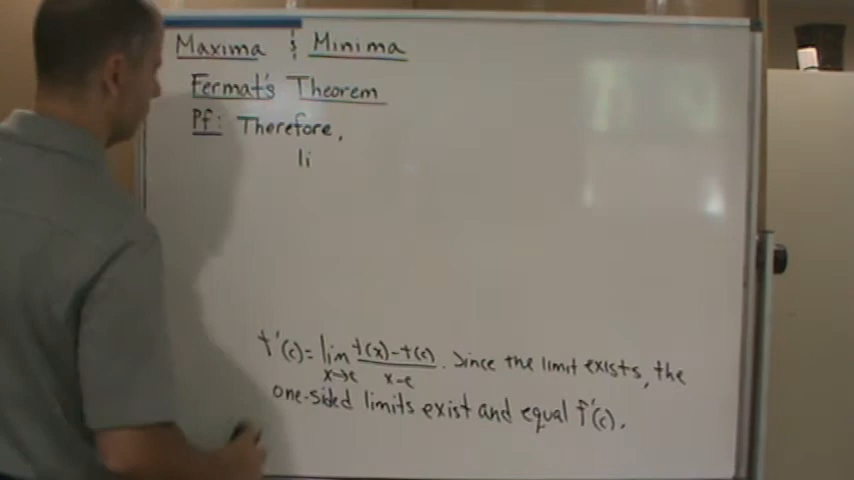 Maxima & Minima
Fermat's Theorem
Pf: Therefore,
li
f'(c) = lim x→c f(x)-f(c) / x-c . Since the limit exists, the
one-sided limits exist and equal f'(c).